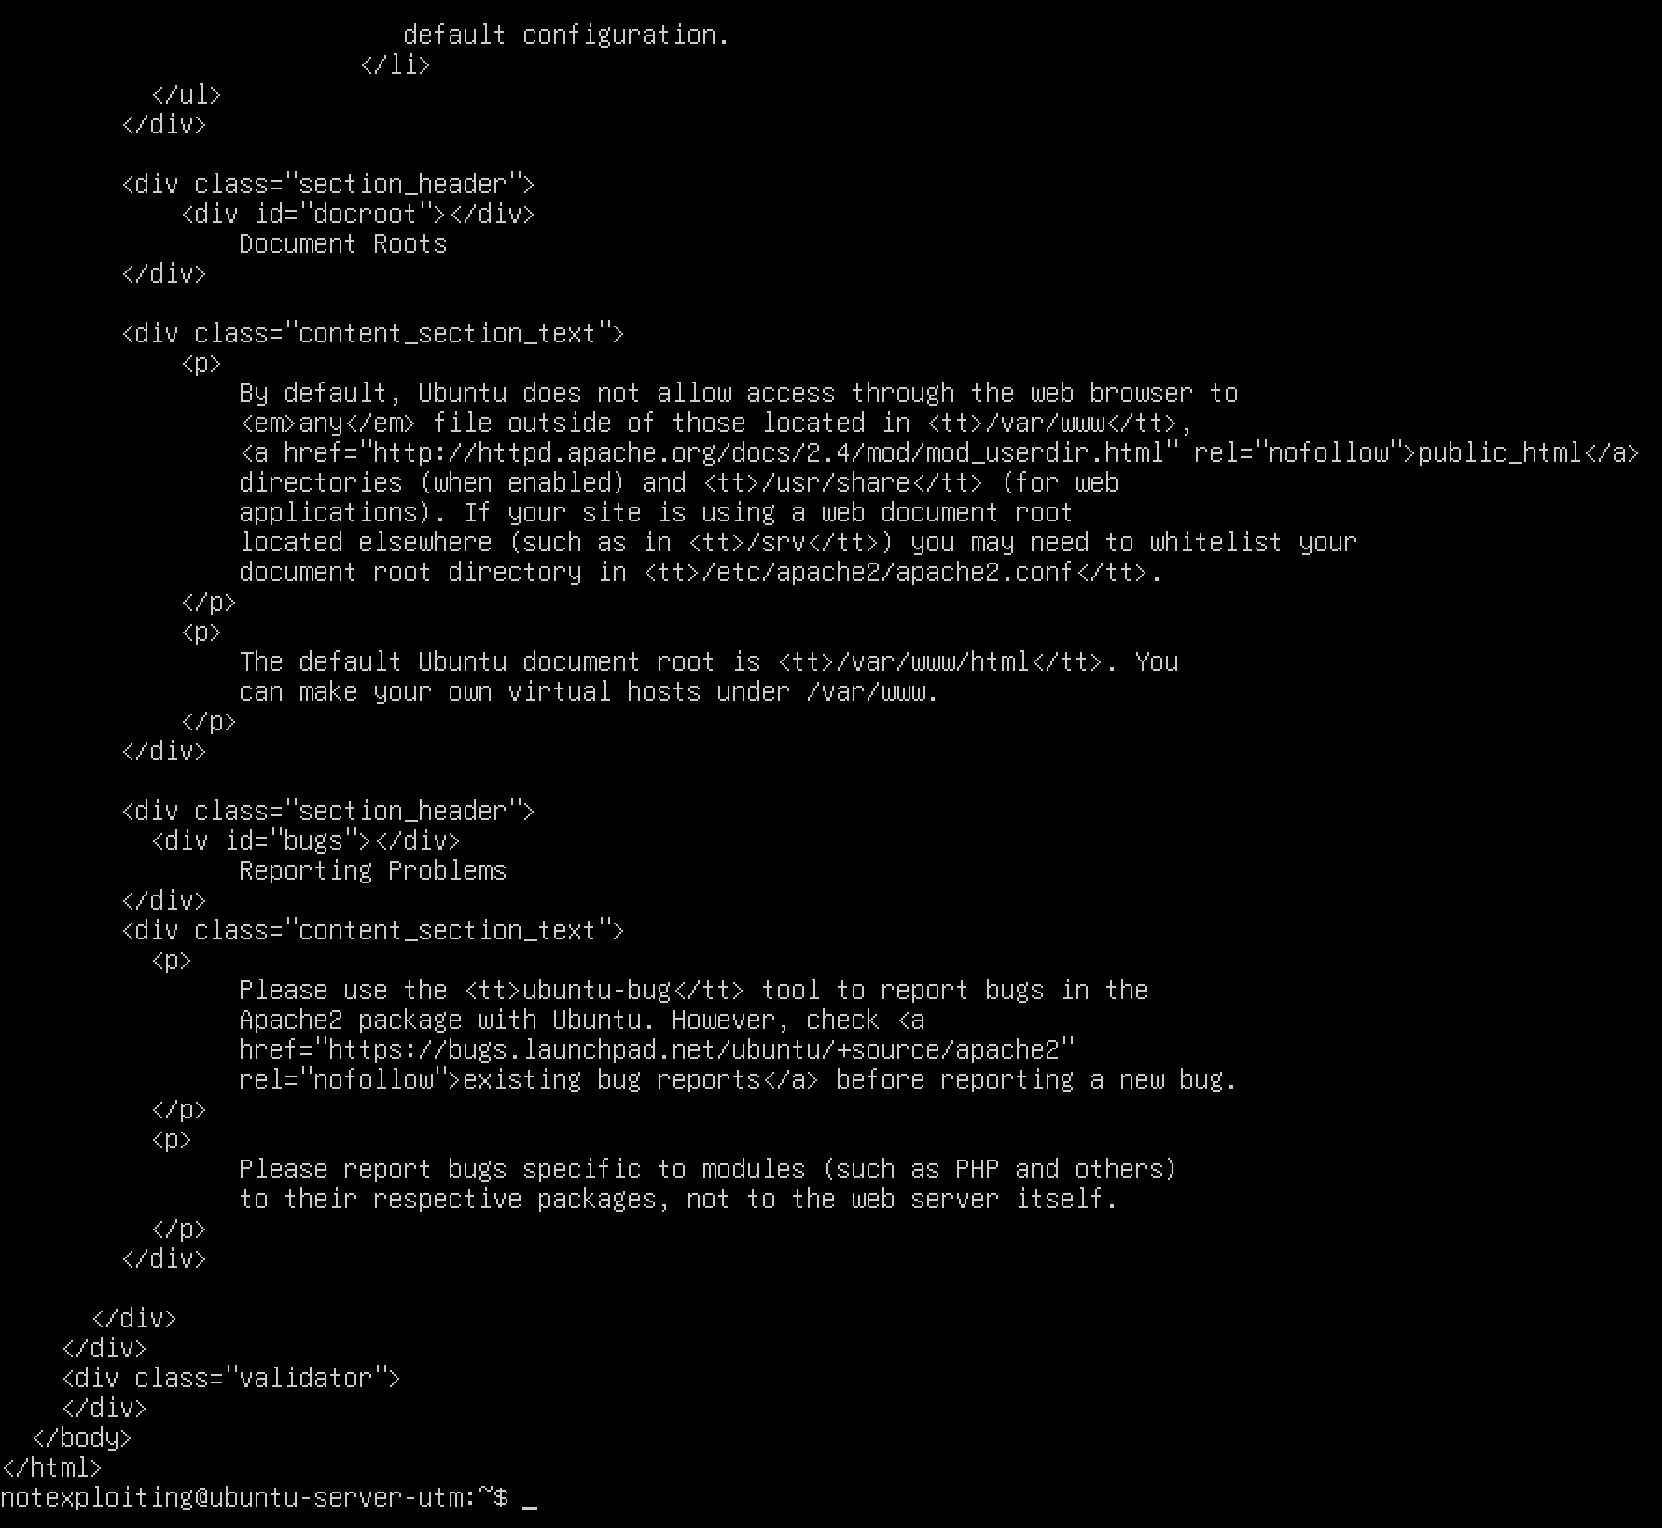 default configuration.
</li>
</ul>
</div>
<div class="section_header">
<div id="docroot"></div>
Document Roots
</div>
<div class="content_section_text">
<p>
By default, Ubuntu does not allow access through the web browser to
<em>any</em> file outside of those located in <tt>/var/www</tt>,
<a href="http://httpd.apache.org/docs/2.4/mod/mod_userdir.html" rel="nofollow">public_html</a>
directories (when enabled) and <tt>/usr/share</tt> (for web
applications). If your site is using a web document root
located elsewhere (such as in <tt>/srv</tt>) you may need to whitelist your
document root directory in <tt>/etc/apache2/apache2.conf</tt>.
</p>
<p>
The default Ubuntu document root is <tt>/var/www/html</tt>. You
can make your own virtual hosts under /var/www.
</p>
</div>
<div class="section_header">
<div id="bugs"></div>
Reporting Problems
</div>
<div class="content_section_text">
<p>
Please use the <tt>ubuntu-bug</tt> tool to report bugs in the
Apache2 package with Ubuntu. However, check <a
href="https://bugs.launchpad.net/ubuntu/+source/apache2"
rel="nofollow">existing bug reports</a> before reporting a new bug.
</p>
<p>
Please report bugs specific to modules (such as PHP and others)
to their respective packages, not to the web server itself.
</p>
</div>
</div>
</div>
<div class="validator">
</div>
</body>
</html>
notexploiting@ubuntu-server-utm:~$ _